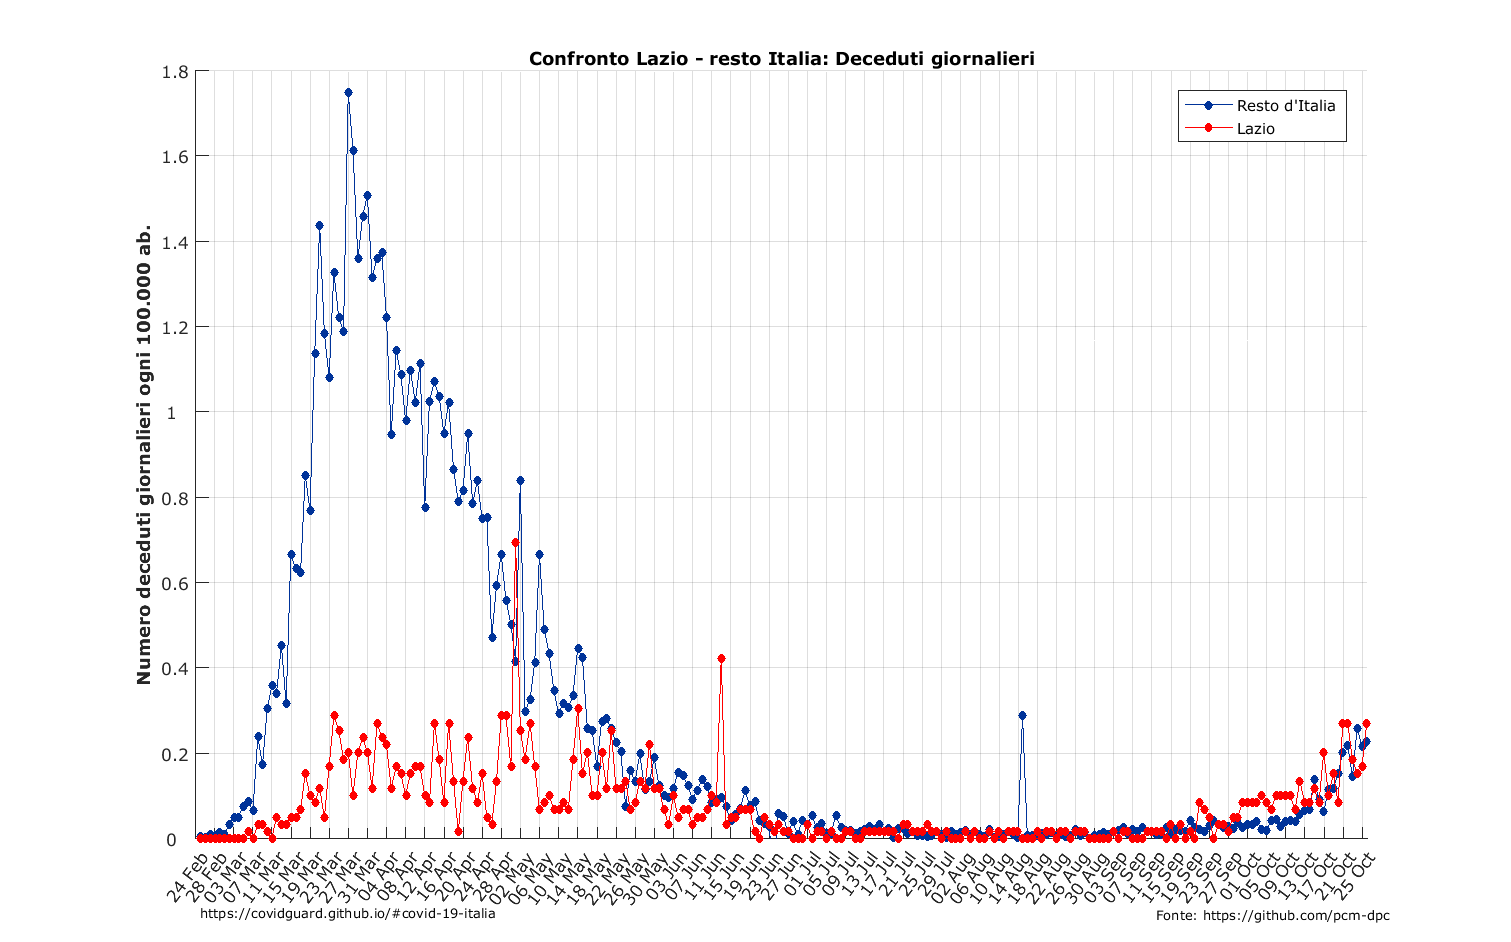 Confronto Lazio - resto Italia: Deceduti giornalieri
Resto d'Italia
Lazio
Numero deceduti giornalieri ogni 100.000 ab.
1.8
1.6
1.4
1.2
1
0.8
0.6
0.4
0.2
0
24 Feb
28 Feb
03 Mar
07 Mar
11 Mar
15 Mar
19 Mar
23 Mar
27 Mar
31 Mar
04 Apr
08 Apr
12 Apr
16 Apr
20 Apr
24 Apr
28 Apr
02 May
06 May
10 May
14 May
18 May
22 May
26 May
30 May
03 Jun
07 Jun
11 Jun
15 Jun
19 Jun
23 Jun
27 Jun
01 Jul
05 Jul
09 Jul
13 Jul
17 Jul
21 Jul
25 Jul
29 Jul
02 Aug
06 Aug
10 Aug
14 Aug
18 Aug
22 Aug
26 Aug
30 Aug
03 Sep
07 Sep
11 Sep
15 Sep
19 Sep
23 Sep
27 Sep
01 Oct
05 Oct
09 Oct
13 Oct
17 Oct
21 Oct
25 Oct
https://covidguard.github.io/#covid-19-italia
Fonte: https://github.com/pcm-dpc